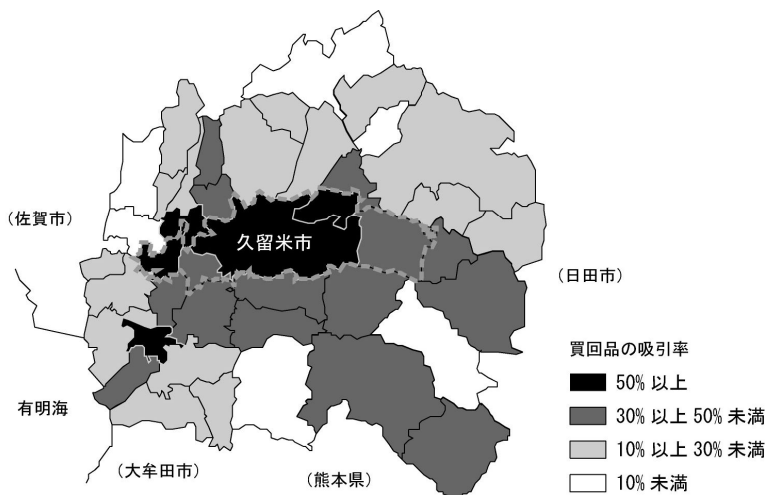 (佐賀市)
久留米市
(日田市)
有明海
(大牟田市)
(熊本県)
買回品の吸引率
50% 以上
30% 以上 50% 未満
10% 以上 30% 未満
10% 未満